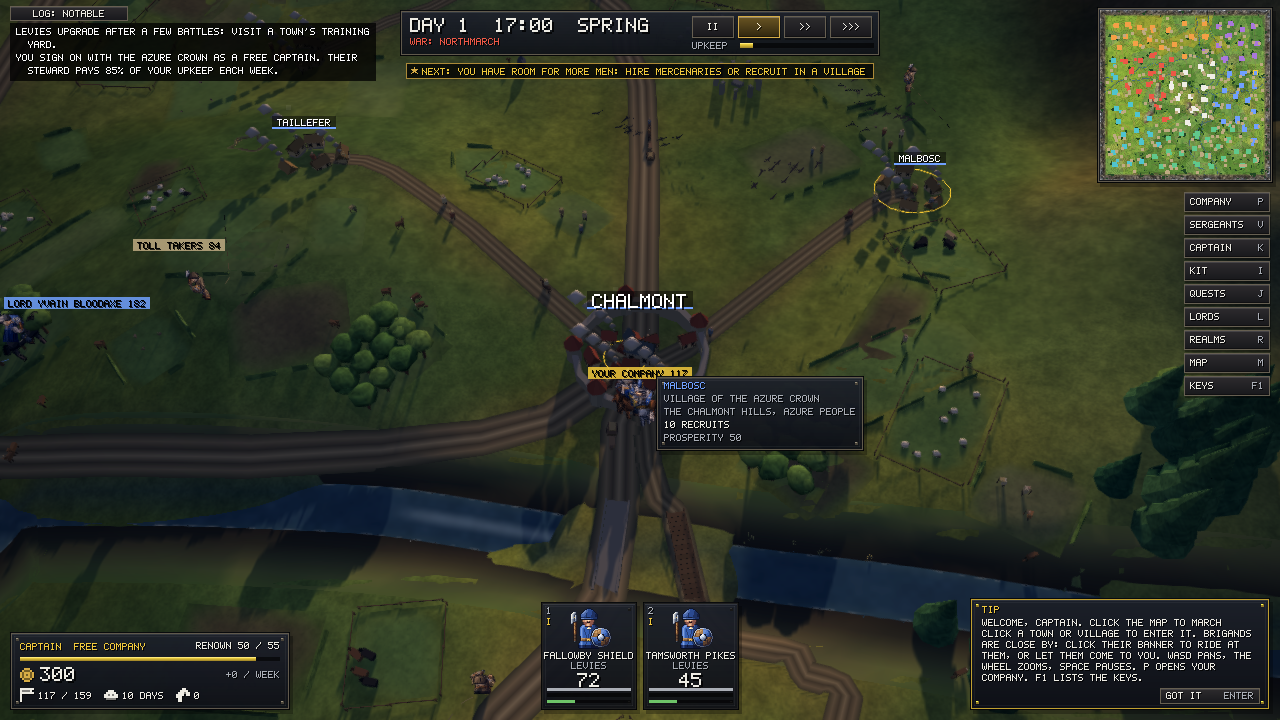 LOG: NOTABLE
LEVIES UPGRADE AFTER A FEW BATTLES: VISIT A TOWN'S TRAINING
YARD.
YOU SIGN ON WITH THE AZURE CROWN AS A FREE CAPTAIN. THEIR
STEWARD PAYS 85% OF YOUR UPKEEP EACH WEEK.
DAY 1 17:00 SPRING
WAR: NORTHMARCH
II > >> >>>
UPKEEP
★NEXT: YOU HAVE ROOM FOR MORE MEN: HIRE MERCENARIES OR RECRUIT IN A VILLAGE
TAILLEFER
MALBOSC
TOLL TAKERS 84
LORD YVAIN BLOODAXE 182
CHALMONT
YOUR COMPANY 117
MALBOSC
VILLAGE OF THE AZURE CROWN
THE CHALMONT HILLS, AZURE PEOPLE
10 RECRUITS
PROSPERITY 50
COMPANY P
SERGEANTS V
CAPTAIN K
KIT I
QUESTS J
LORDS L
REALMS R
MAP M
KEYS F1
CAPTAIN FREE COMPANY RENOWN 50 / 55
300 +0 / WEEK
117 / 159 10 DAYS 0
1
I
FALLOWBY SHIELD
LEVIES
72
2
I
TAMSWORTH PIKES
LEVIES
45
TIP
WELCOME, CAPTAIN. CLICK THE MAP TO MARCH
CLICK A TOWN OR VILLAGE TO ENTER IT. BRIGANDS
ARE CLOSE BY: CLICK THEIR BANNER TO RIDE AT
THEM, OR LET THEM COME TO YOU. WASD PANS, THE
WHEEL ZOOMS, SPACE PAUSES. P OPENS YOUR
COMPANY. F1 LISTS THE KEYS.
GOT IT ENTER